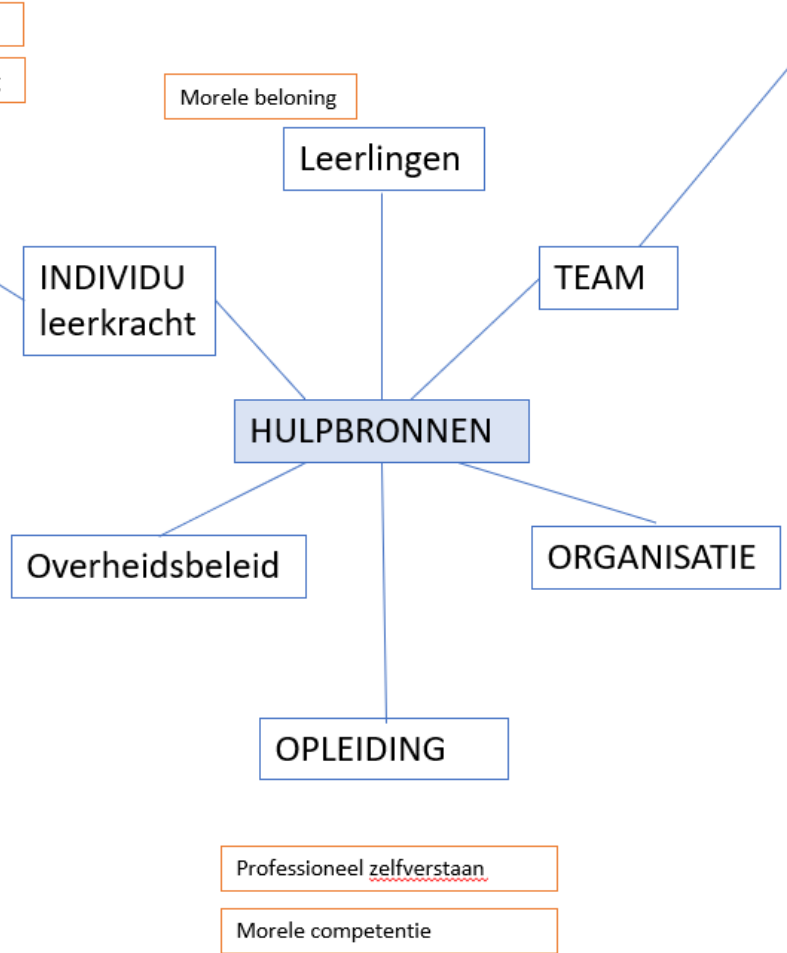 Morele beloning
Leerlingen
INDIVIDU
leerkracht
TEAM
HULPBRONNEN
Overheidsbeleid
ORGANISATIE
OPLEIDING
Professioneel zelfverstaan
Morele competentie